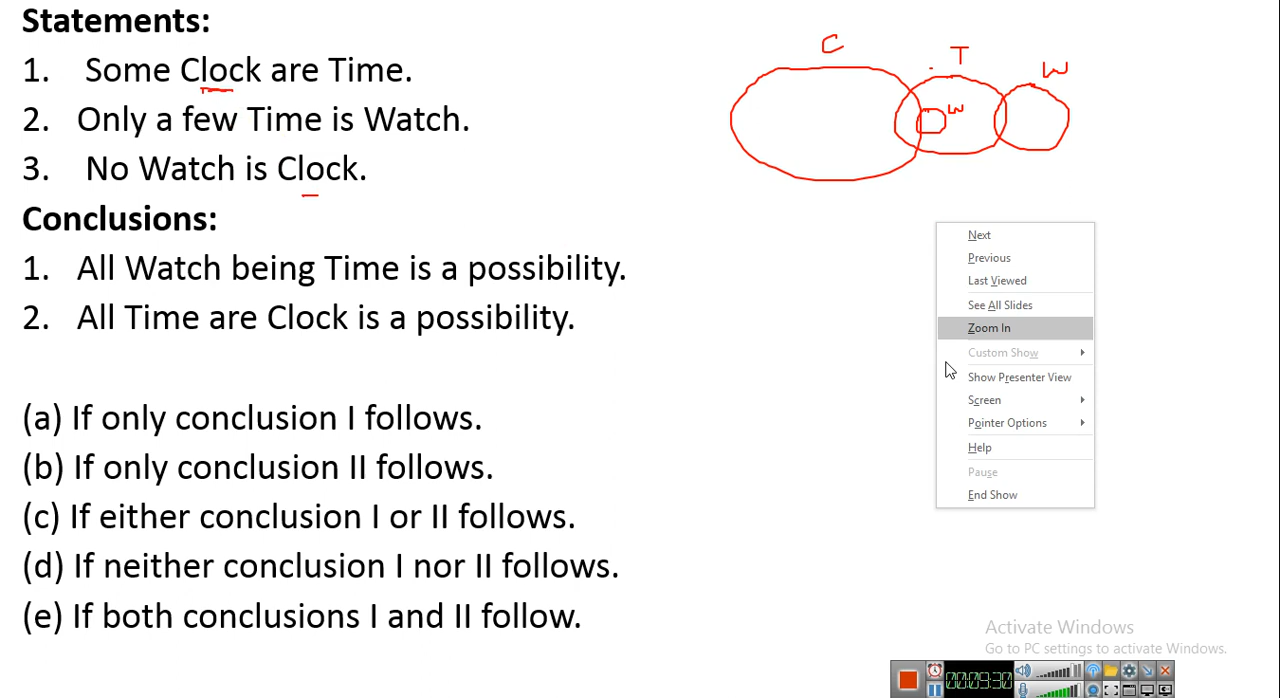 Statements:
1. Some Clock are Time.
2. Only a few Time is Watch.
3. No Watch is Clock.
Conclusions:
1. All Watch being Time is a possibility.
2. All Time are Clock is a possibility.
(a) If only conclusion I follows.
(b) If only conclusion II follows.
(c) If either conclusion I or II follows.
(d) If neither conclusion I nor II follows.
(e) If both conclusions I and II follow.
C
T
W
W
Next
Previous
Last Viewed
See All Slides
Zoom In
Custom Show
Show Presenter View
Screen
Pointer Options
Help
Pause
End Show
Activate Windows
Go to PC settings to activate Windows.
00:09:30